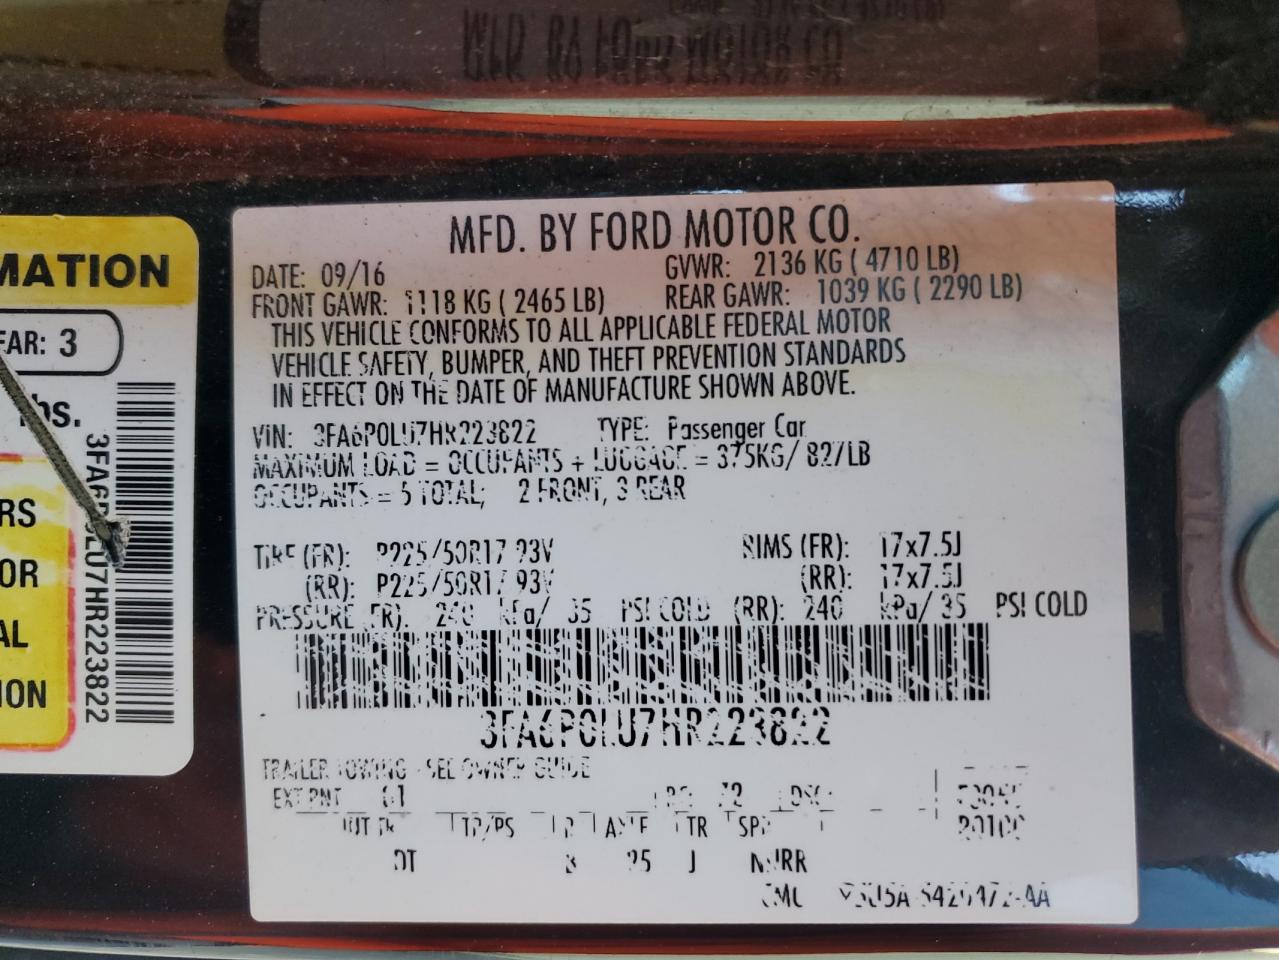 MFD. BY FORD MOTOR CO.
DATE: 09/16 GVWR: 2136 KG ( 4710 LB)
FRONT GAWR: 1118 KG ( 2465 LB) REAR GAWR: 1039 KG ( 2290 LB)
THIS VEHICLE CONFORMS TO ALL APPLICABLE FEDERAL MOTOR
VEHICLE SAFETY, BUMPER, AND THEFT PREVENTION STANDARDS
IN EFFECT ON THE DATE OF MANUFACTURE SHOWN ABOVE.
VIN: 3FA6P0LU7HR223822 TYPE: Passenger Car
MAXIMUM LOAD = OCCUPANTS + LUGGAGE = 375KG/ 827LB
OCCUPANTS = 5 TOTAL; 2 FRONT, 3 REAR
TIRE (FR): P225/50R17 93V RIMS (FR): 17x7.5J
(RR): P225/50R17 93V (RR): 17x7.5J
PRESSURE (FR): 240 kPa/ 35 PSI COLD (RR): 240 kPa/ 35 PSI COLD
3FA6P0LU7HR223822
TRAILER TOWING - SEE OWNER GUIDE
EXT PNT
TP/PS AXLE TR SPR
J
MATION
EAR: 3
lbs.
RS
OR
AL
ION
3FA6P0LU7HR223822